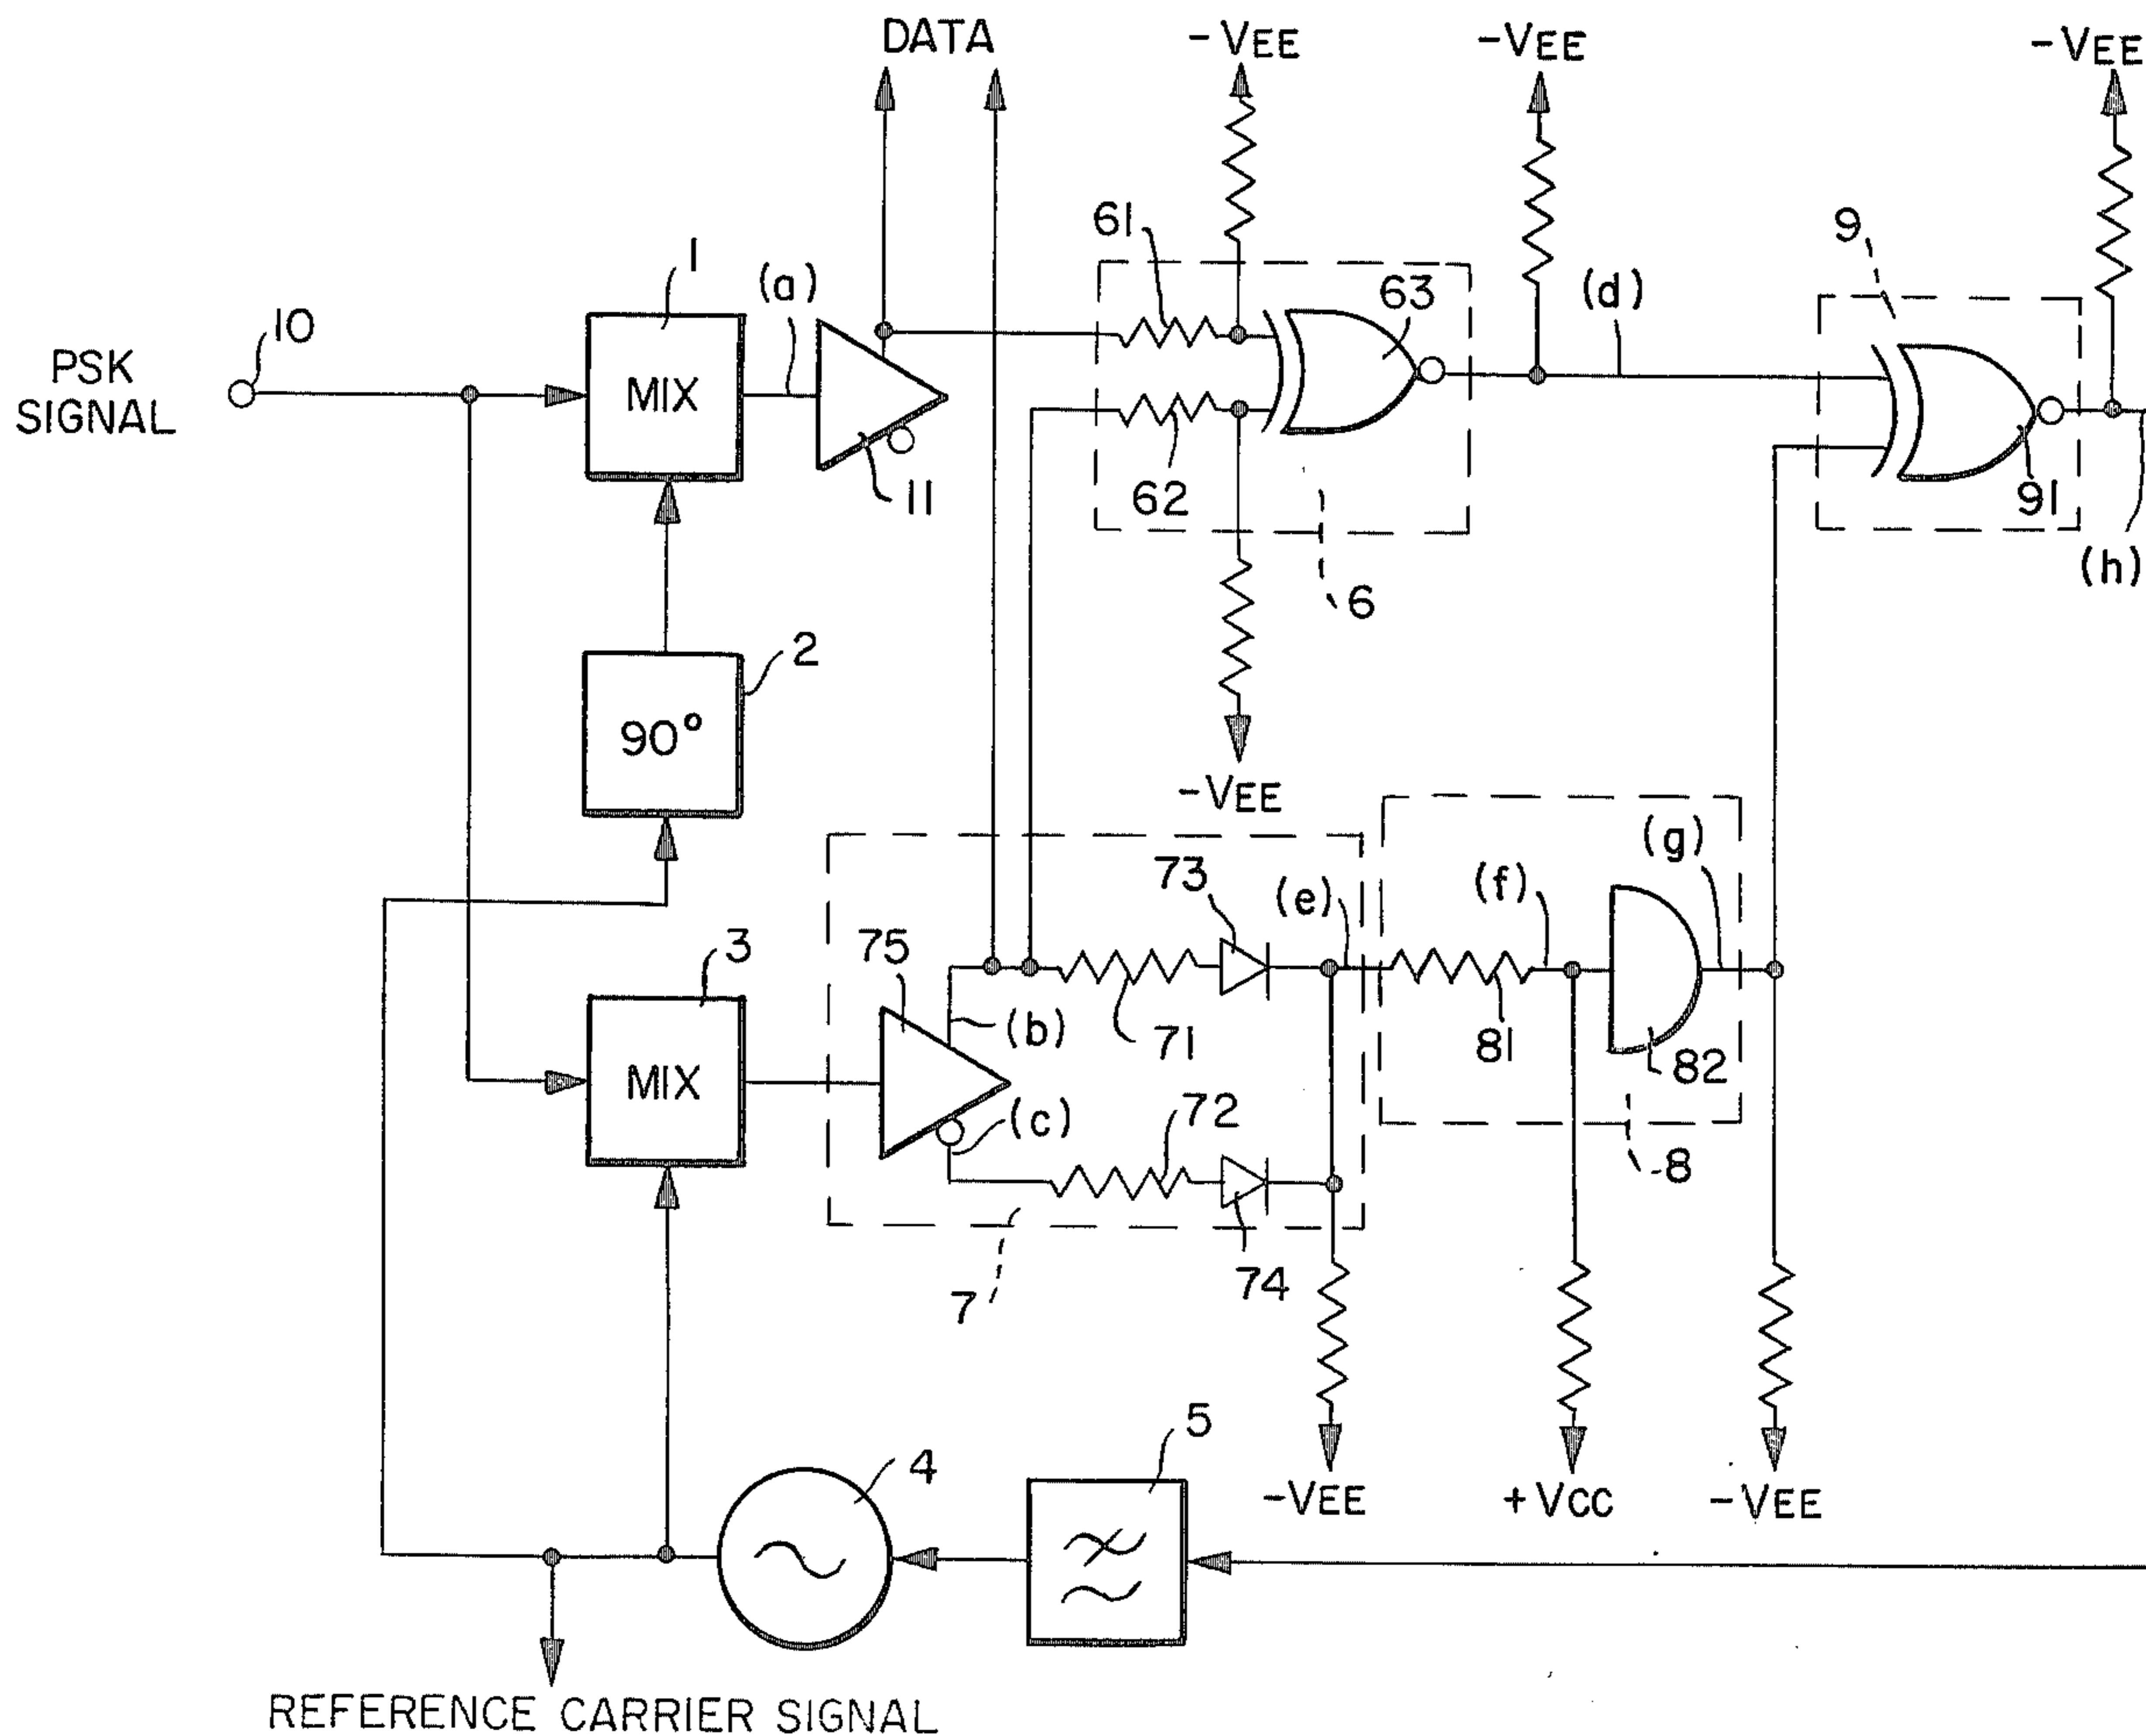 DATA
-VEE
-VEE
-VEE
61
9
1
(a)
63
(d)
10
PSK
SIGNAL
MIX
62
91
11
(h)
6
2
90°
-VEE
(g)
73
(e)
(f)
75
3
(b)
71
81
82
MIX
72
(c)
8
74
7
5
4
-VEE
+VCC
-VEE
REFERENCE CARRIER SIGNAL